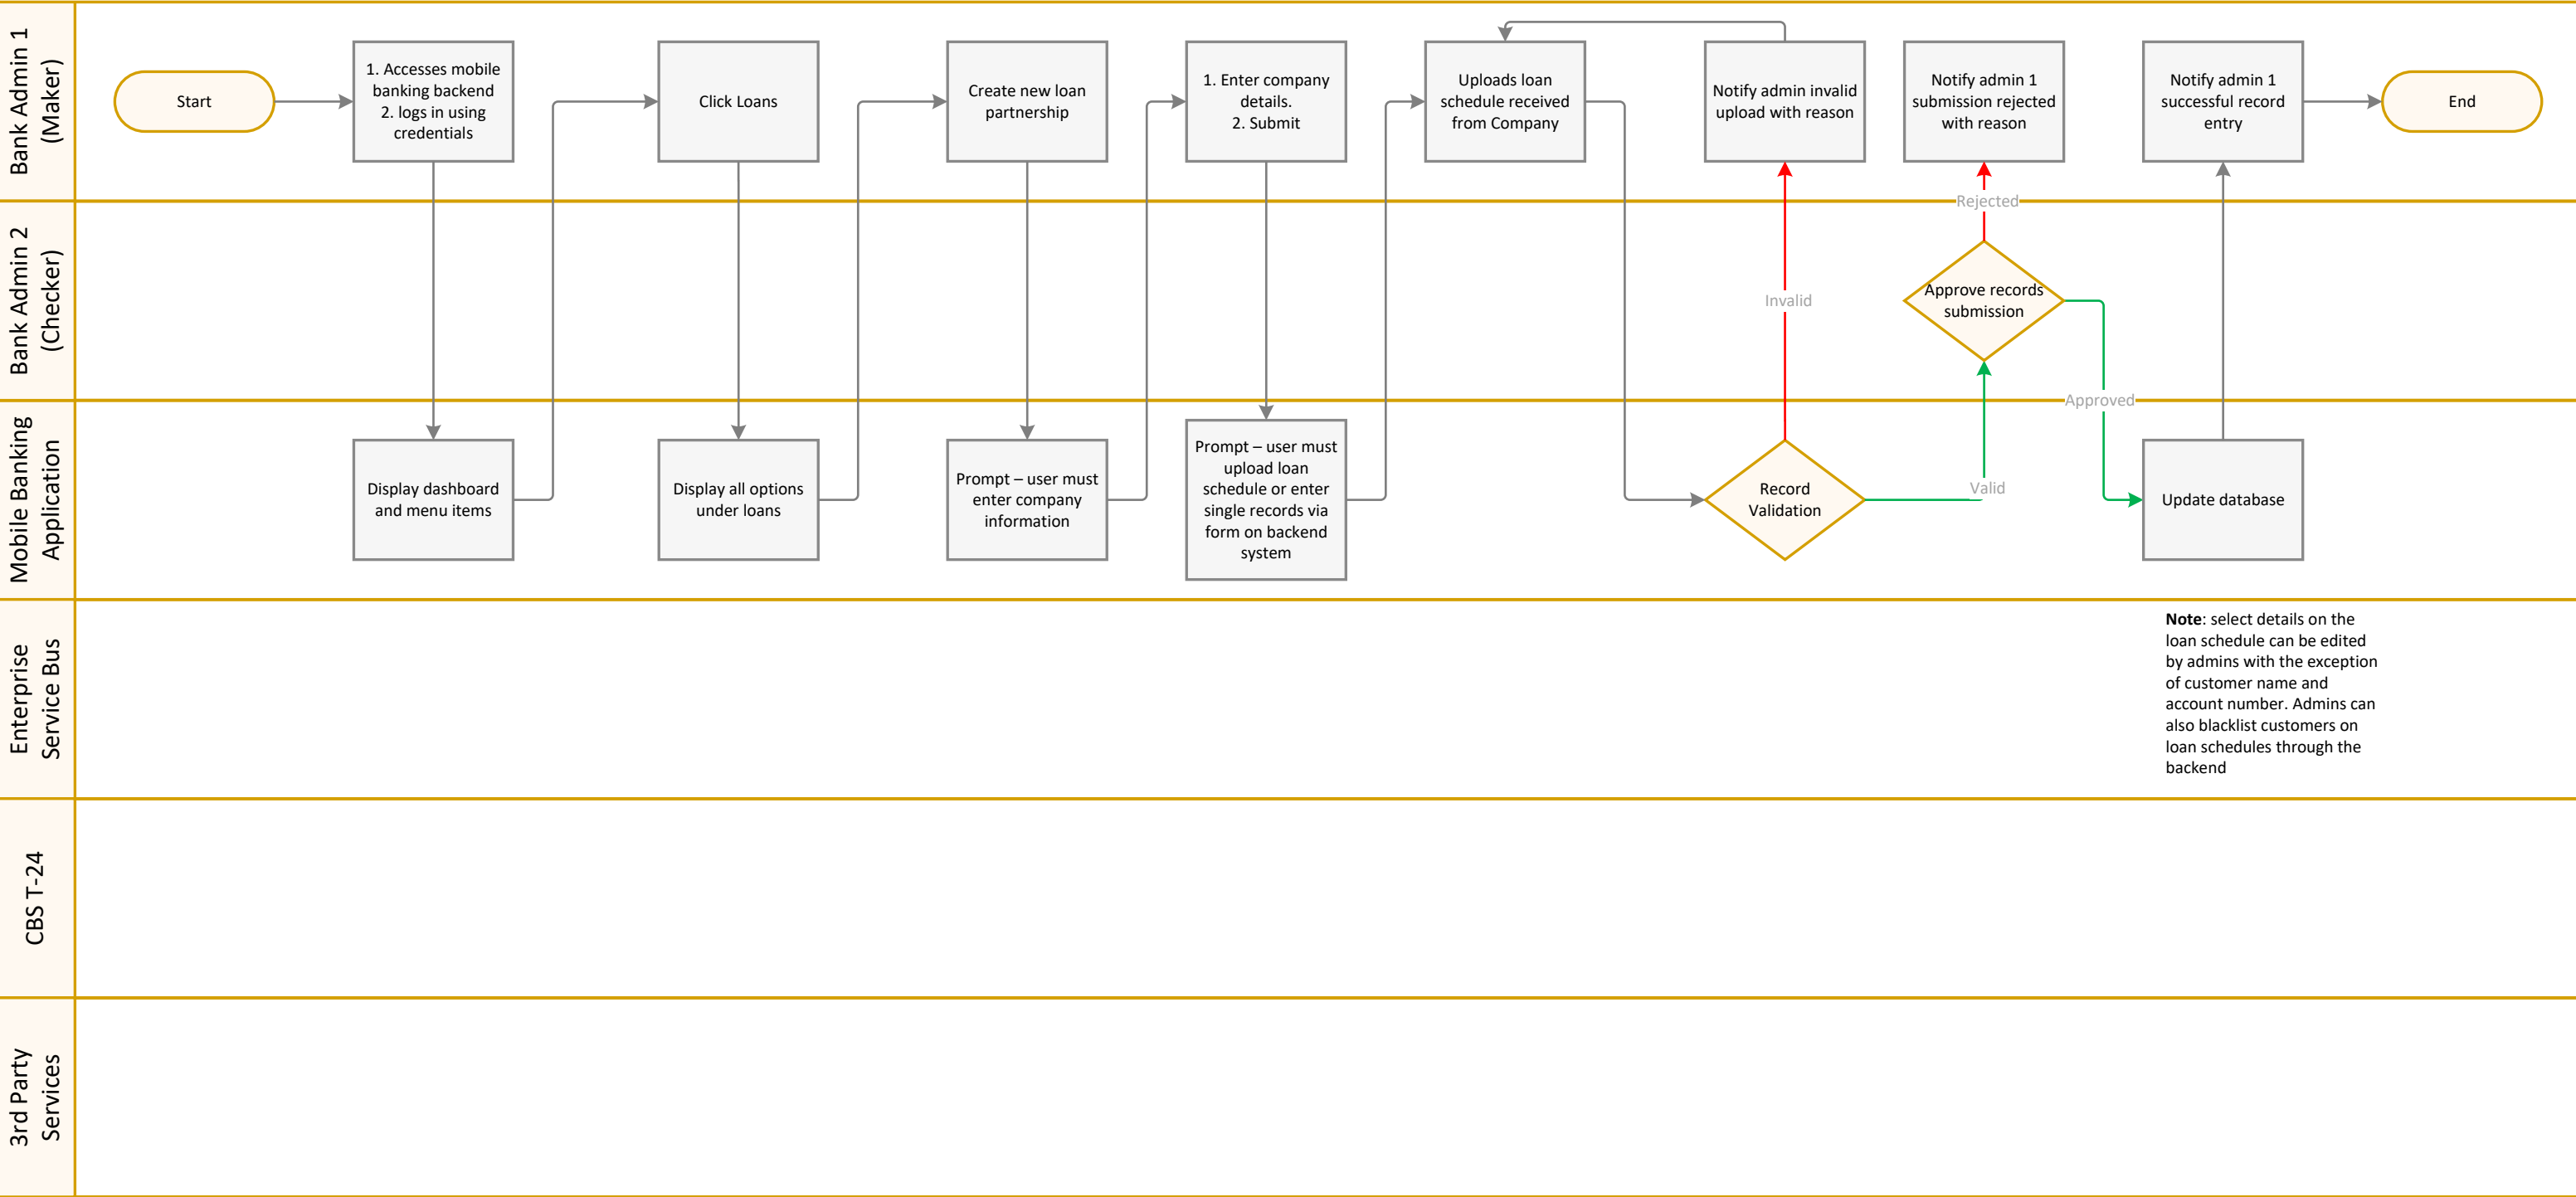 Bank Admin 1
(Maker)
Start
1. Accesses mobile
banking backend
2. logs in using
credentials
Click Loans
Create new loan
partnership
1. Enter company
details.
2. Submit
Uploads loan
schedule received
from Company
Notify admin invalid
upload with reason
Notify admin 1
submission rejected
with reason
Notify admin 1
successful record
entry
End
Bank Admin 2
(Checker)
Rejected
Invalid
Approve records
submission
Approved
Mobile Banking
Application
Display dashboard
and menu items
Display all options
under loans
Prompt – user must
enter company
information
Prompt – user must
upload loan
schedule or enter
single records via
form on backend
system
Record
Validation
Valid
Update database
Enterprise
Service Bus
Note: select details on the
loan schedule can be edited
by admins with the exception
of customer name and
account number. Admins can
also blacklist customers on
loan schedules through the
backend
CBS T-24
3rd Party
Services